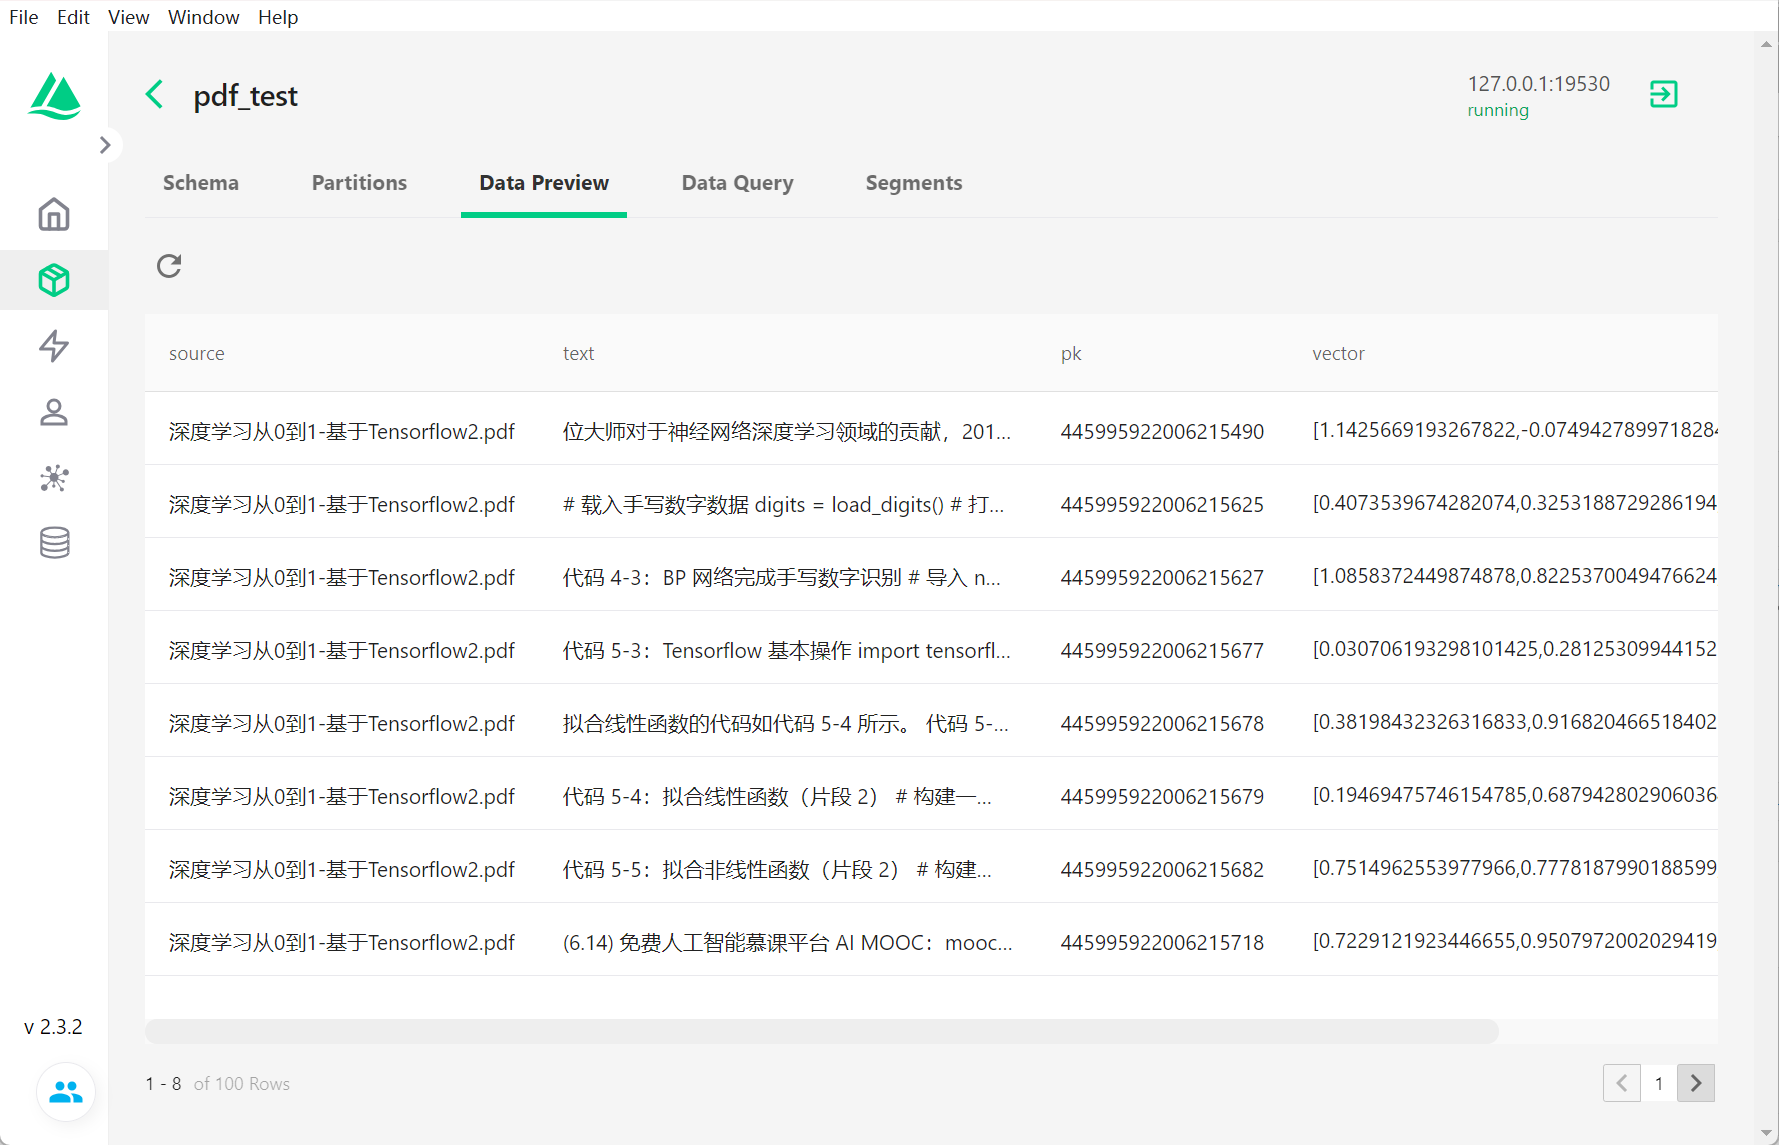 File Edit View Window Help
pdf_test
127.0.0.1:19530
running
Schema Partitions Data Preview Data Query Segments
source text pk vector
深度学习从0到1-基于Tensorflow2.pdf 位大师对于神经网络深度学习领域的贡献，201... 445995922006215490 [1.1425669193267822,-0.0749427899718284
深度学习从0到1-基于Tensorflow2.pdf # 载入手写数字数据 digits = load_digits() # 打... 445995922006215625 [0.4073539674282074,0.3253188729286194
深度学习从0到1-基于Tensorflow2.pdf 代码 4-3：BP 网络完成手写数字识别 # 导入 n... 445995922006215627 [1.0858372449874878,0.8225370049476624
深度学习从0到1-基于Tensorflow2.pdf 代码 5-3：Tensorflow 基本操作 import tensorfl... 445995922006215677 [0.030706193298101425,0.28125309944152
深度学习从0到1-基于Tensorflow2.pdf 拟合线性函数的代码如代码 5-4 所示。 代码 5-... 445995922006215678 [0.38198432326316833,0.916820466518402
深度学习从0到1-基于Tensorflow2.pdf 代码 5-4：拟合线性函数（片段 2） # 构建一... 445995922006215679 [0.19469475746154785,0.687942802906036
深度学习从0到1-基于Tensorflow2.pdf 代码 5-5：拟合非线性函数（片段 2） # 构建... 445995922006215682 [0.7514962553977966,0.7778187990188599
深度学习从0到1-基于Tensorflow2.pdf (6.14) 免费人工智能慕课平台 AI MOOC：mooc... 445995922006215718 [0.7229121923446655,0.9507972002029419
v 2.3.2
1 - 8 of 100 Rows 1